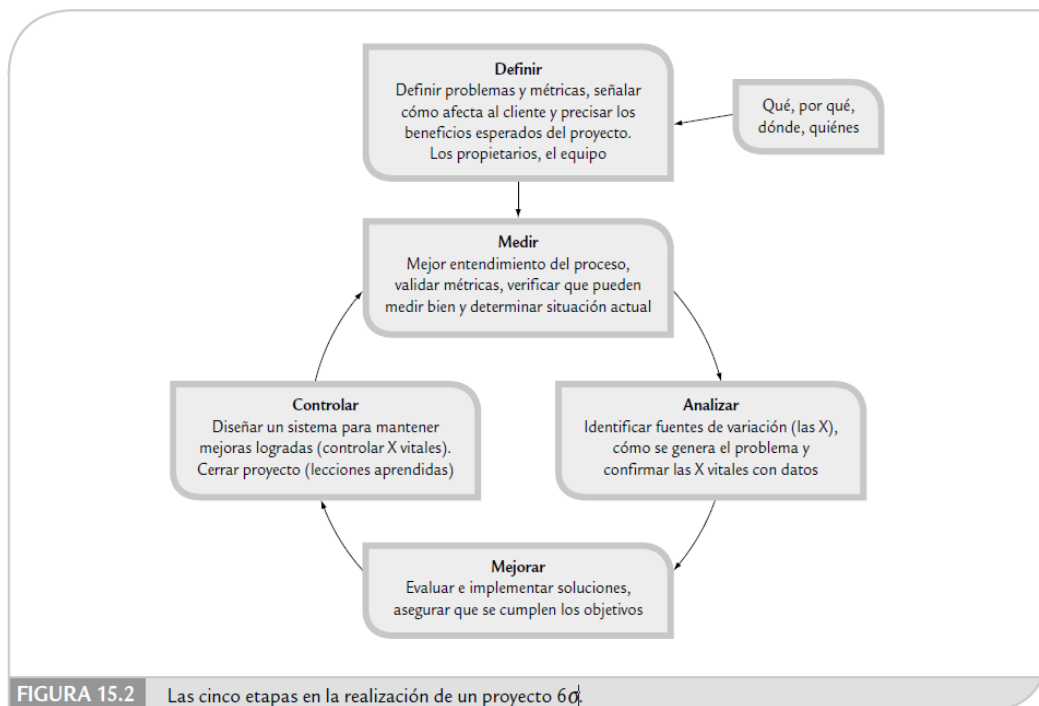 Definir
Definir problemas y métricas, señalar
cómo afecta al cliente y precisar los
beneficios esperados del proyecto.
Los propietarios, el equipo
Qué, por qué,
dónde, quiénes
Medir
Mejor entendimiento del proceso,
validar métricas, verificar que pueden
medir bien y determinar situación actual
Controlar
Diseñar un sistema para mantener
mejoras logradas (controlar X vitales).
Cerrar proyecto (lecciones aprendidas)
Analizar
Identificar fuentes de variación (las X),
cómo se genera el problema y
confirmar las X vitales con datos
Mejorar
Evaluar e implementar soluciones,
asegurar que se cumplen los objetivos
FIGURA 15.2 Las cinco etapas en la realización de un proyecto 6σ.